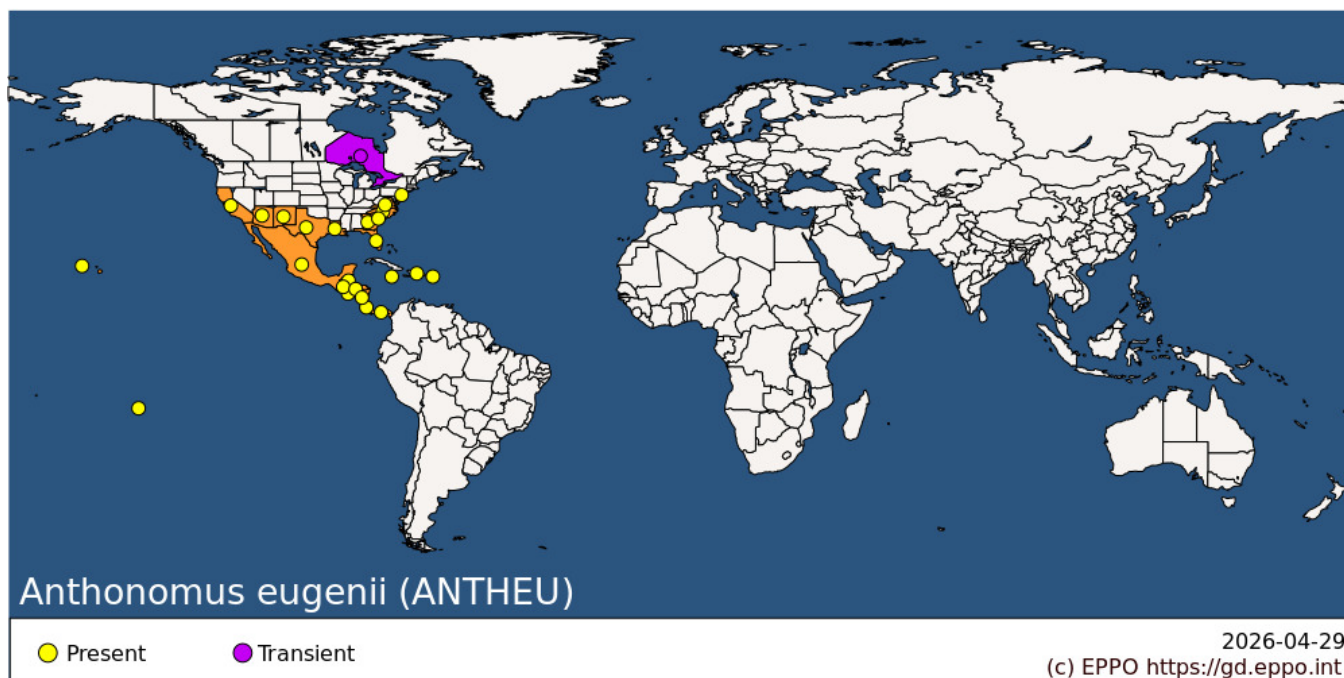 Anthonomus eugenii (ANTHEU)
Present
Transient
2026-04-29
(c) EPPO https://gd.eppo.int